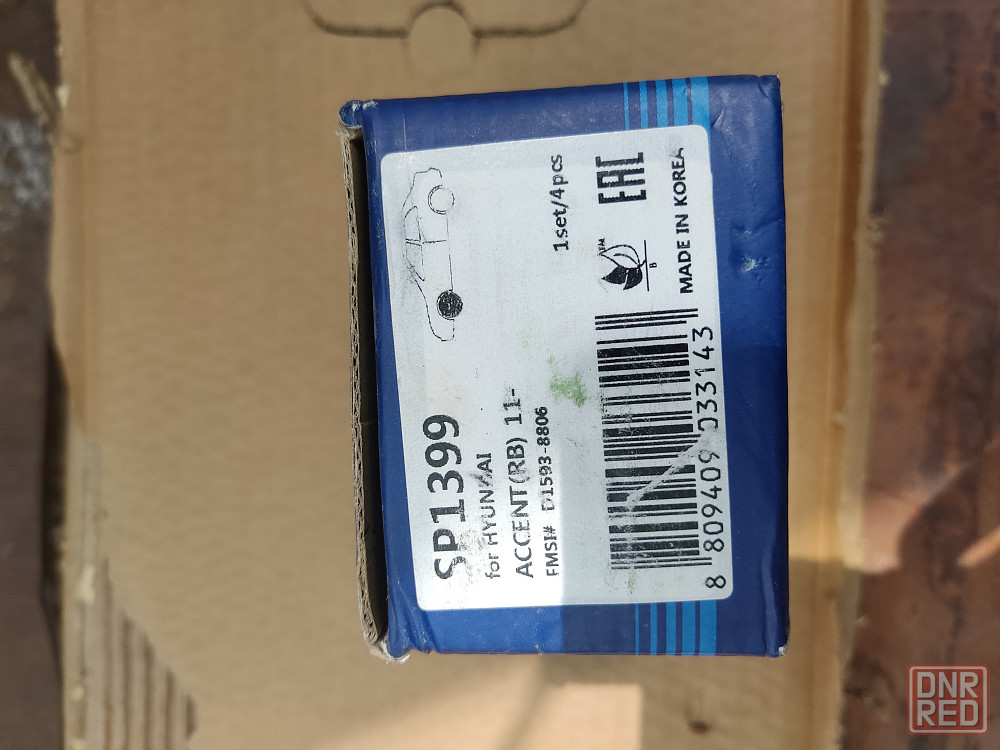 SP1399
for HYUNDAI
ACCENT(RB) 11-
FMSI# D1593-8806
1set/4pcs
8 809409 033143
FM
B
EAC
MADE IN KOREA
DNR
RED